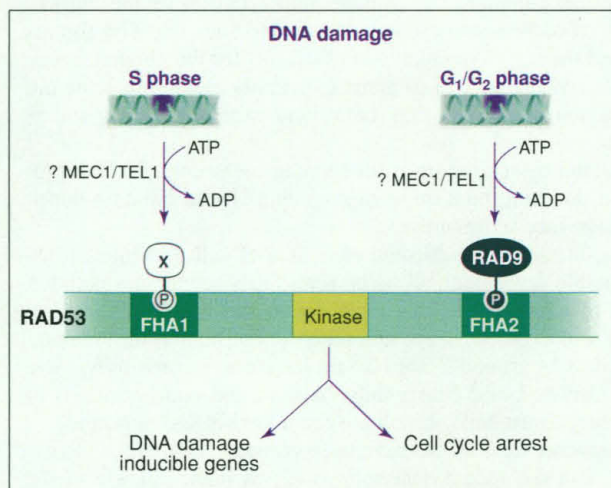 DNA damage
S phase
G₁/G₂ phase
ATP
? MEC1/TEL1
ADP
ATP
? MEC1/TEL1
ADP
X
P
RAD9
P
RAD53
FHA1
Kinase
FHA2
DNA damage
inducible genes
Cell cycle arrest